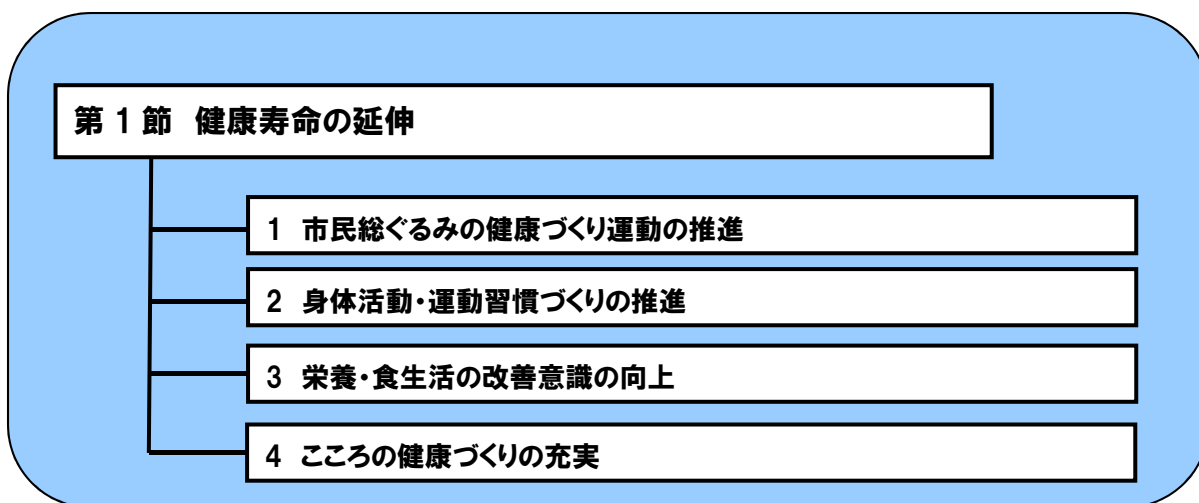 第1節 健康寿命の延伸
1 市民総ぐるみの健康づくり運動の推進
2 身体活動・運動習慣づくりの推進
3 栄養・食生活の改善意識の向上
4 こころの健康づくりの充実